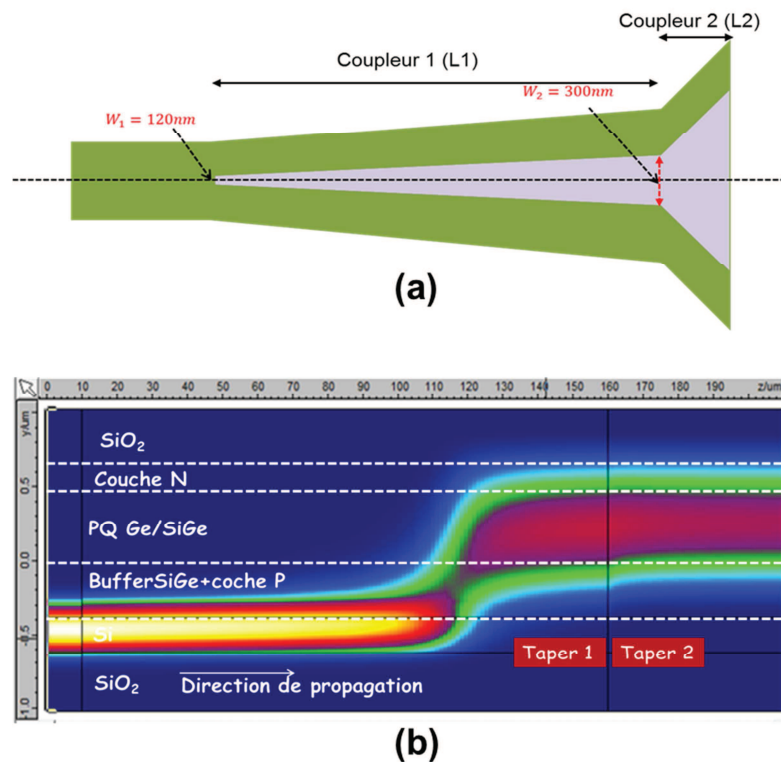 Coupleur 2 (L2)
Coupleur 1 (L1)
W₁ = 120nm
W₂ = 300nm
(a)
0 10 20 30 40 50 60 70 80 90 100 110 120 130 140 150 160 170 180 190 z/um
y/um
0.5
0.0
-0.5
-1.0
SiO₂
Couche N
PQ Ge/SiGe
BufferSiGe+coche P
Si
Taper 1 Taper 2
SiO₂ Direction de propagation
(b)